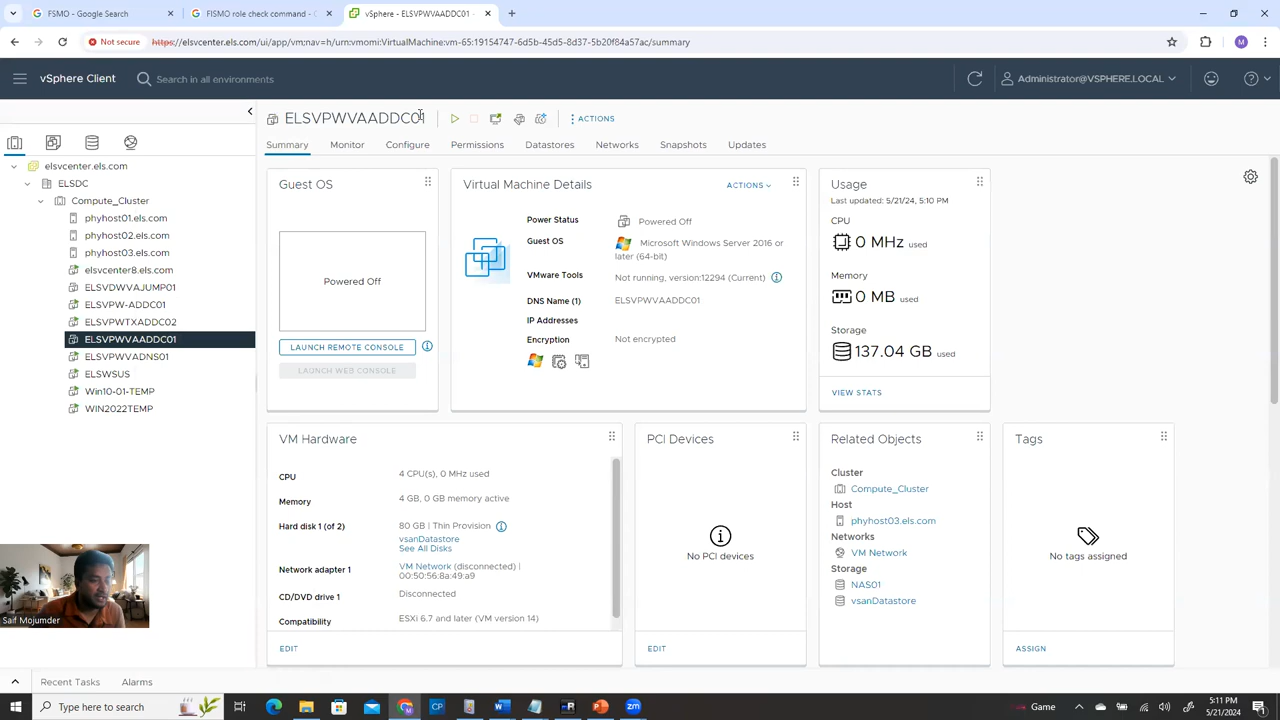 FSMO - Google Search
FISMO role check command - G
vSphere - ELSVPWVAADDC01 -
Not secure
https://elsvcenter.els.com/ui/app/vm;nav=h/urn:vmomi:VirtualMachine:vm-65:19154747-6d5b-45d5-8d37-5b20f84a57ac/summary
vSphere Client
Search in all environments
Administrator@VSPHERE.LOCAL
ELSVPWVAADDC01
ACTIONS
Summary
Monitor
Configure
Permissions
Datastores
Networks
Snapshots
Updates
elsvcenter.els.com
ELSDC
Compute_Cluster
phyhost01.els.com
phyhost02.els.com
phyhost03.els.com
elsvcenter8.els.com
ELSVDWVAJUMP01
ELSVPW-ADDC01
ELSVPWTXADDC02
ELSVPWVAADDC01
ELSVPWVADNS01
ELSWSUS
Win10-01-TEMP
WIN2022TEMP
Guest OS
Powered Off
LAUNCH REMOTE CONSOLE
LAUNCH WEB CONSOLE
Virtual Machine Details
ACTIONS
Power Status
Powered Off
Guest OS
Microsoft Windows Server 2016 or
later (64-bit)
VMware Tools
Not running, version:12294 (Current)
DNS Name (1)
ELSVPWVAADDC01
IP Addresses
Encryption
Not encrypted
Usage
Last updated: 5/21/24, 5:10 PM
CPU
0 MHz used
Memory
0 MB used
Storage
137.04 GB used
VIEW STATS
VM Hardware
CPU
4 CPU(s), 0 MHz used
Memory
4 GB, 0 GB memory active
Hard disk 1 (of 2)
80 GB | Thin Provision
vsanDatastore
See All Disks
Network adapter 1
VM Network (disconnected) |
00:50:56:8a:49:a9
CD/DVD drive 1
Disconnected
Compatibility
ESXi 6.7 and later (VM version 14)
EDIT
PCI Devices
No PCI devices
EDIT
Related Objects
Cluster
Compute_Cluster
Host
phyhost03.els.com
Networks
VM Network
Storage
NAS01
vsanDatastore
Tags
No tags assigned
ASSIGN
Saif Mojumder
Recent Tasks
Alarms
Type here to search
Game
5:11 PM
5/21/2024